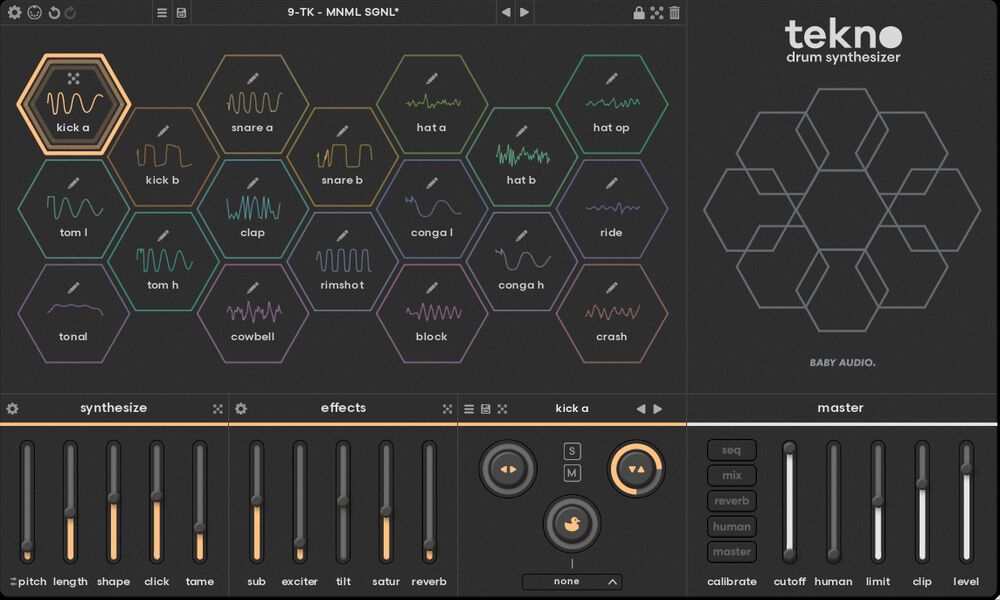 9-TK - MNML SGNL*
tekno
drum synthesizer
kick a
snare a
hat a
hat op
kick b
snare b
hat b
tom l
clap
conga l
ride
tom h
rimshot
conga h
tonal
cowbell
block
crash
BABY AUDIO.
synthesize
effects
kick a
master
S
M
seq
mix
reverb
human
master
none
pitch length shape click tame
sub exciter tilt satur reverb
calibrate cutoff human limit clip level